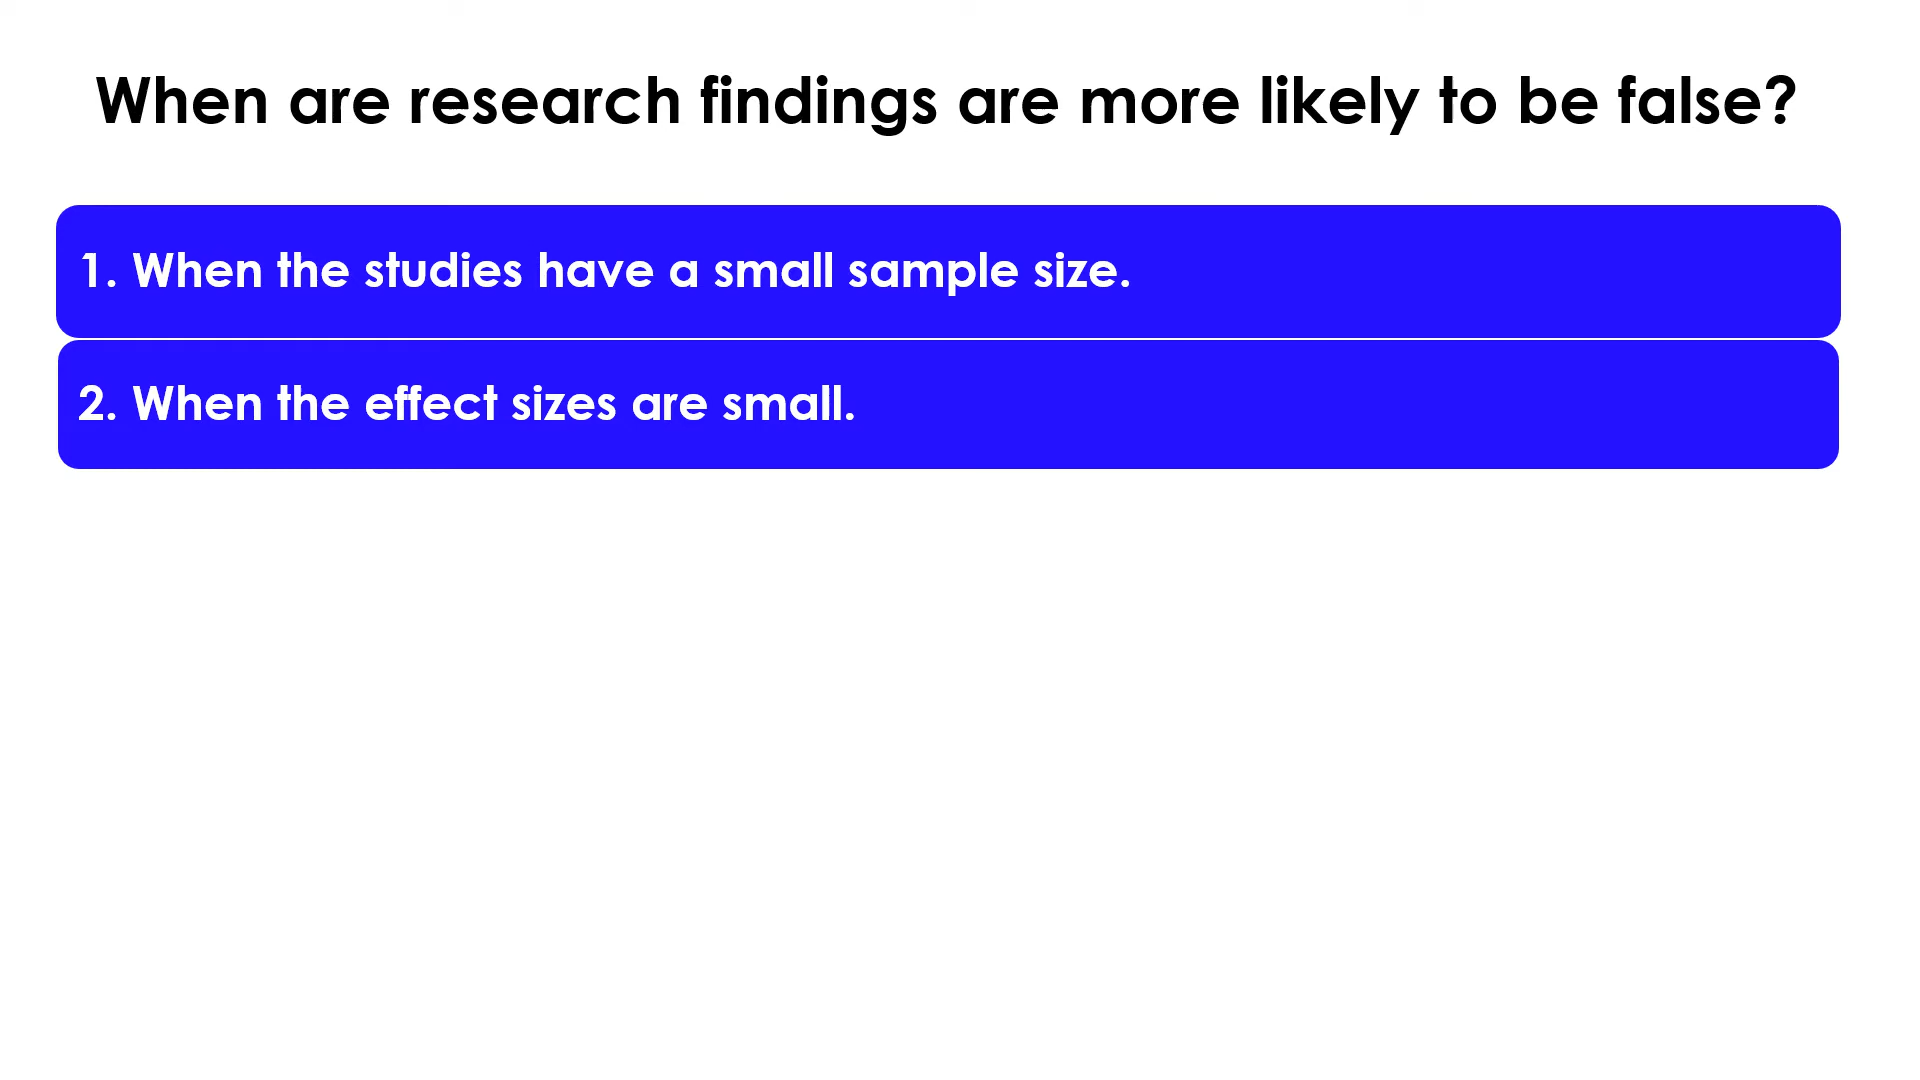 When are research findings are more likely to be false?
1. When the studies have a small sample size.
2. When the effect sizes are small.